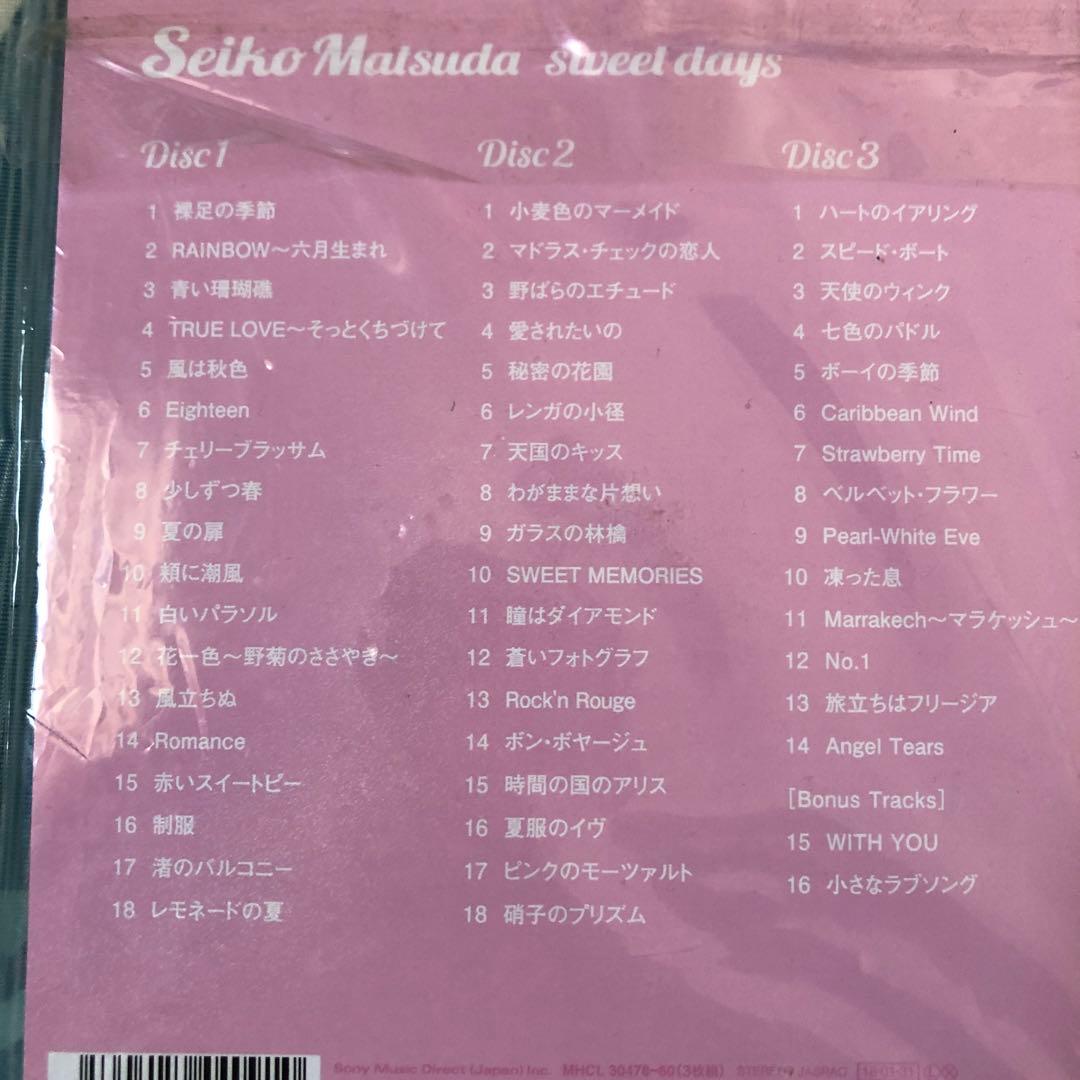 Seiko Matsuda sweet days
Disc 1
1 裸足の季節
2 RAINBOW～六月生まれ
3 青い珊瑚礁
4 TRUE LOVE～そっとくちづけて
5 風は秋色
6 Eighteen
7 チェリーブラッサム
8 少しずつ春
9 夏の扉
10 頬に潮風
11 白いパラソル
12 花一色～野菊のささやき～
13 風立ちぬ
14 Romance
15 赤いスイートピー
16 制服
17 渚のバルコニー
18 レモネードの夏
Disc 2
1 小麦色のマーメイド
2 マドラス・チェックの恋人
3 野ばらのエチュード
4 愛されたいの
5 秘密の花園
6 レンガの小径
7 天国のキッス
8 わがままな片想い
9 ガラスの林檎
10 SWEET MEMORIES
11 瞳はダイアモンド
12 蒼いフォトグラフ
13 Rock'n Rouge
14 ボン・ボヤージュ
15 時間の国のアリス
16 夏服のイヴ
17 ピンクのモーツァルト
18 硝子のプリズム
Disc 3
1 ハートのイアリング
2 スピード・ボート
3 天使のウィンク
4 七色のパドル
5 ボーイの季節
6 Caribbean Wind
7 Strawberry Time
8 ベルベット・フラワー
9 Pearl-White Eve
10 凍った息
11 Marrakech～マラケッシュ～
12 No.1
13 旅立ちはフリージア
14 Angel Tears
[Bonus Tracks]
15 WITH YOU
16 小さなラブソング
Sony Music Direct (Japan) Inc. MHCL 30478~80(3枚組) STEREO JASRAC